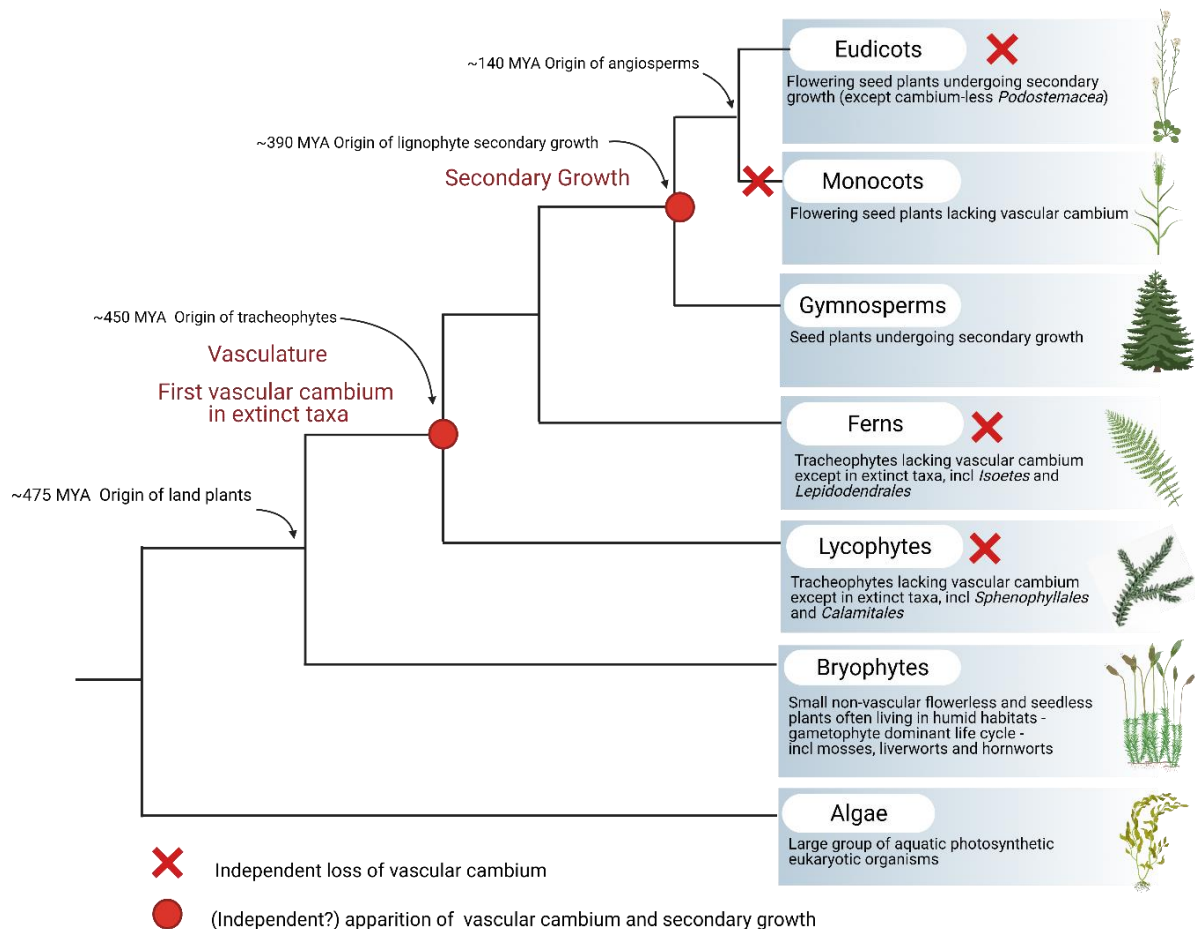 Eudicots
~140 MYA Origin of angiosperms
Flowering seed plants undergoing secondary
growth (except cambium-less Podostemacea)
~390 MYA Origin of lignophyte secondary growth
Secondary Growth
Monocots
Flowering seed plants lacking vascular cambium
Gymnosperms
Seed plants undergoing secondary growth
~450 MYA Origin of tracheophytes
Vasculature
First vascular cambium
in extinct taxa
Ferns
Tracheophytes lacking vascular cambium
except in extinct taxa, incl Isoetes and
Lepidodendrales
~475 MYA Origin of land plants
Lycophytes
Tracheophytes lacking vascular cambium
except in extinct taxa, incl Sphenophyllales
and Calamitales
Bryophytes
Small non-vascular flowerless and seedless
plants often living in humid habitats -
gametophyte dominant life cycle -
incl mosses, liverworts and hornworts
Algae
Large group of aquatic photosynthetic
eukaryotic organisms
Independent loss of vascular cambium
(Independent?) apparition of vascular cambium and secondary growth